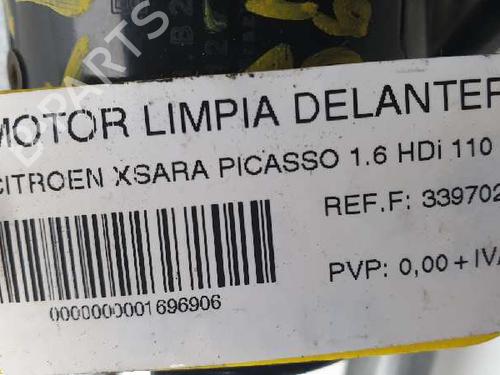 MOTOR LIMPIA DELANTER
CITROEN XSARA PICASSO 1.6 HDi 110
REF.F: 339702
PVP: 0,00 + IVA
0000000001696906